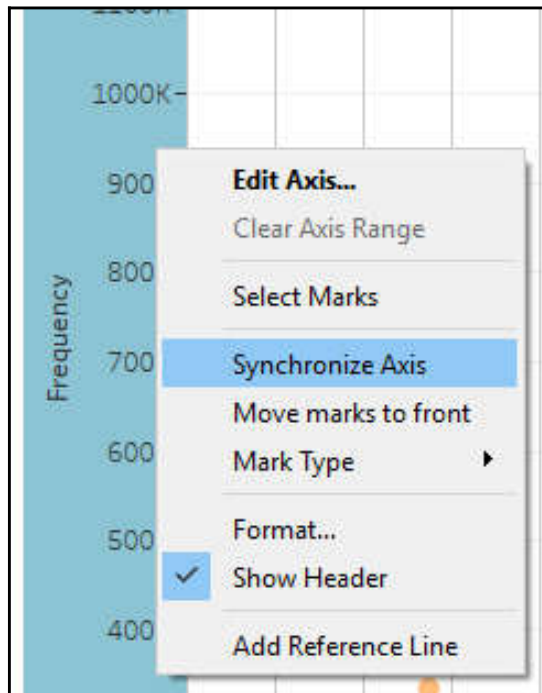 1000K
900
800
700
600
500
400
Frequency
Edit Axis...
Clear Axis Range
Select Marks
Synchronize Axis
Move marks to front
Mark Type
Format...
Show Header
Add Reference Line